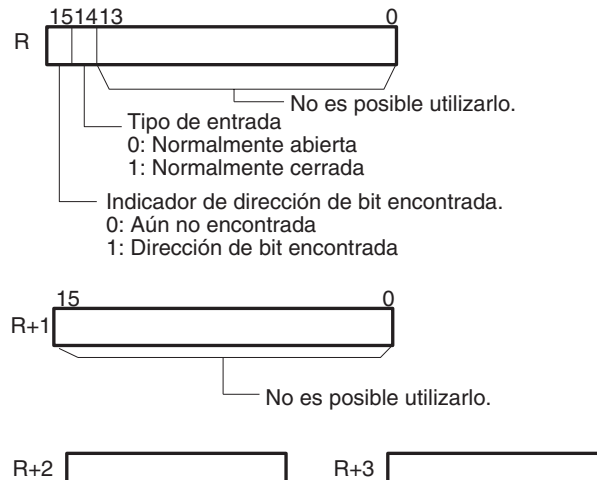 151413 0
R
No es posible utilizarlo.
Tipo de entrada
0: Normalmente abierta
1: Normalmente cerrada
Indicador de dirección de bit encontrada.
0: Aún no encontrada
1: Dirección de bit encontrada
15 0
R+1
No es posible utilizarlo.
R+2 R+3